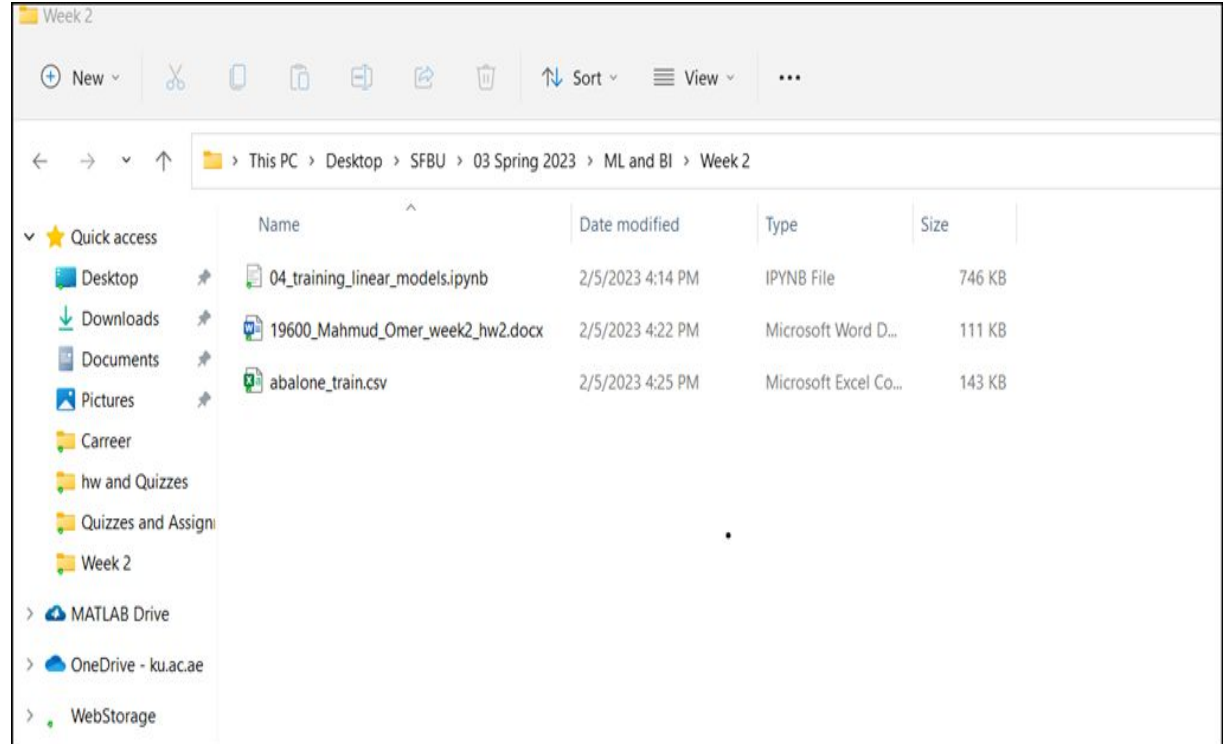 Week 2
New Sort View ...
This PC > Desktop > SFBU > 03 Spring 2023 > ML and BI > Week 2
Name Date modified Type Size
04_training_linear_models.ipynb 2/5/2023 4:14 PM IPYNB File 746 KB
19600_Mahmud_Omer_week2_hw2.docx 2/5/2023 4:22 PM Microsoft Word D... 111 KB
abalone_train.csv 2/5/2023 4:25 PM Microsoft Excel Co... 143 KB
Quick access
Desktop
Downloads
Documents
Pictures
Carreer
hw and Quizzes
Quizzes and Assign
Week 2
MATLAB Drive
OneDrive - ku.ac.ae
WebStorage